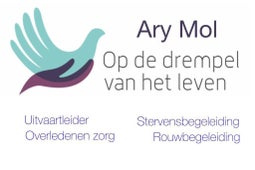 Ary Mol
Op de drempel
van het leven
Uitvaartleider
Overledenen zorg
Stervensbegeleiding
Rouwbegeleiding